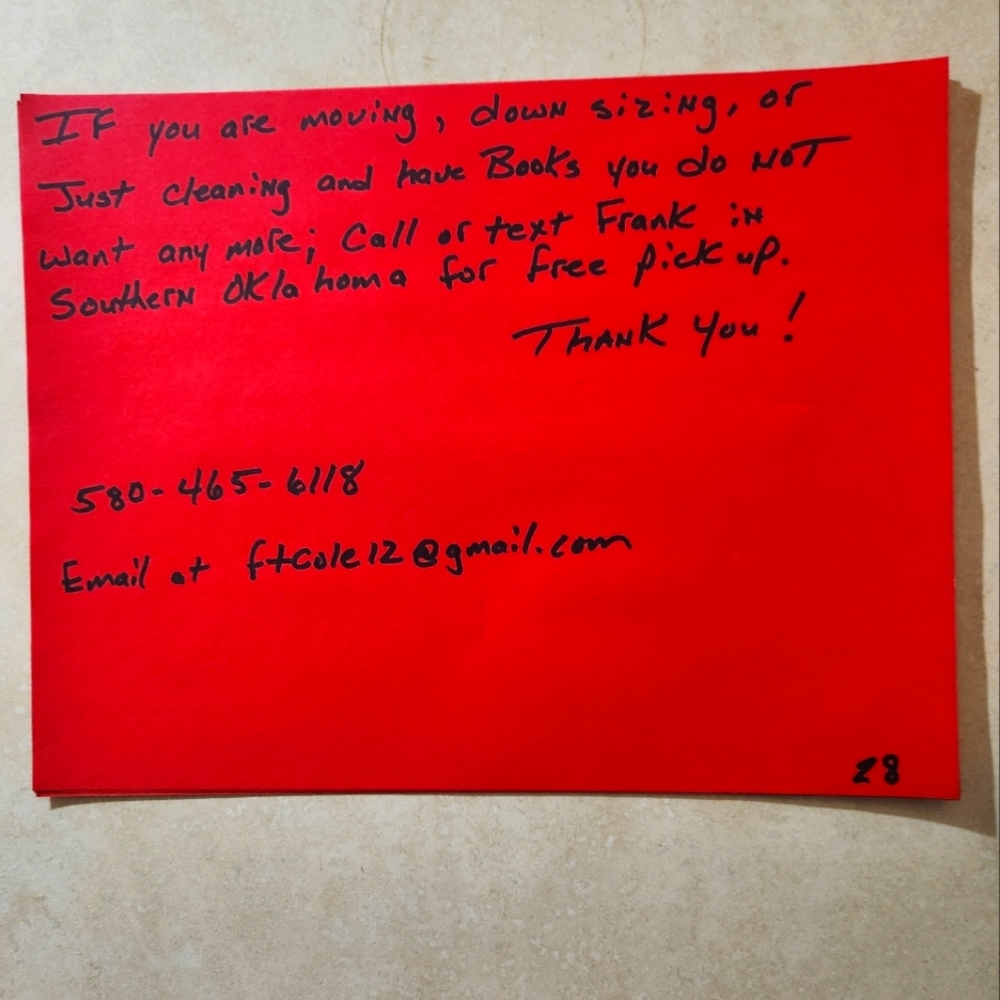 IF you are moving, down sizing, or
Just cleaning and have Books you do NOT
want any more; Call or text Frank in
Southern OKlahoma for free pick up.
THANK YOU!
580-465-6118
Email at ftcole12@gmail.com
28